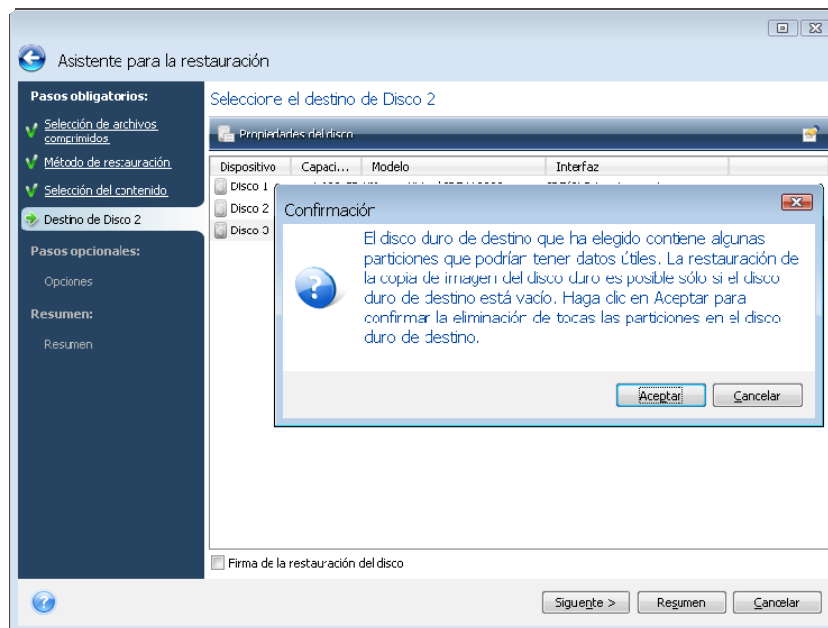 Asistente para la restauración
Pasos obligatorios:
Selección de archivos
comprimidos
Método de restauración
Selección del contenido
Destino de Disco 2
Pasos opcionales:
Opciones
Resumen:
Resumen
Seleccione el destino de Disco 2
Propiedades del disco
Dispositivo Capaci... Modelo Interfaz
Disco 1
Disco 2
Disco 3
Confirmación
El disco duro de destino que ha elegido contiene algunas
particiones que podrían tener datos útiles. La restauración de
la copia de imagen del disco duro es posible sólo si el disco
duro de destino está vacío. Haga clic en Aceptar para
confirmar la eliminación de todas las particiones en el disco
duro de destino.
Aceptar Cancelar
Firma de la restauración del disco
Siguente > Resumen Cancelar